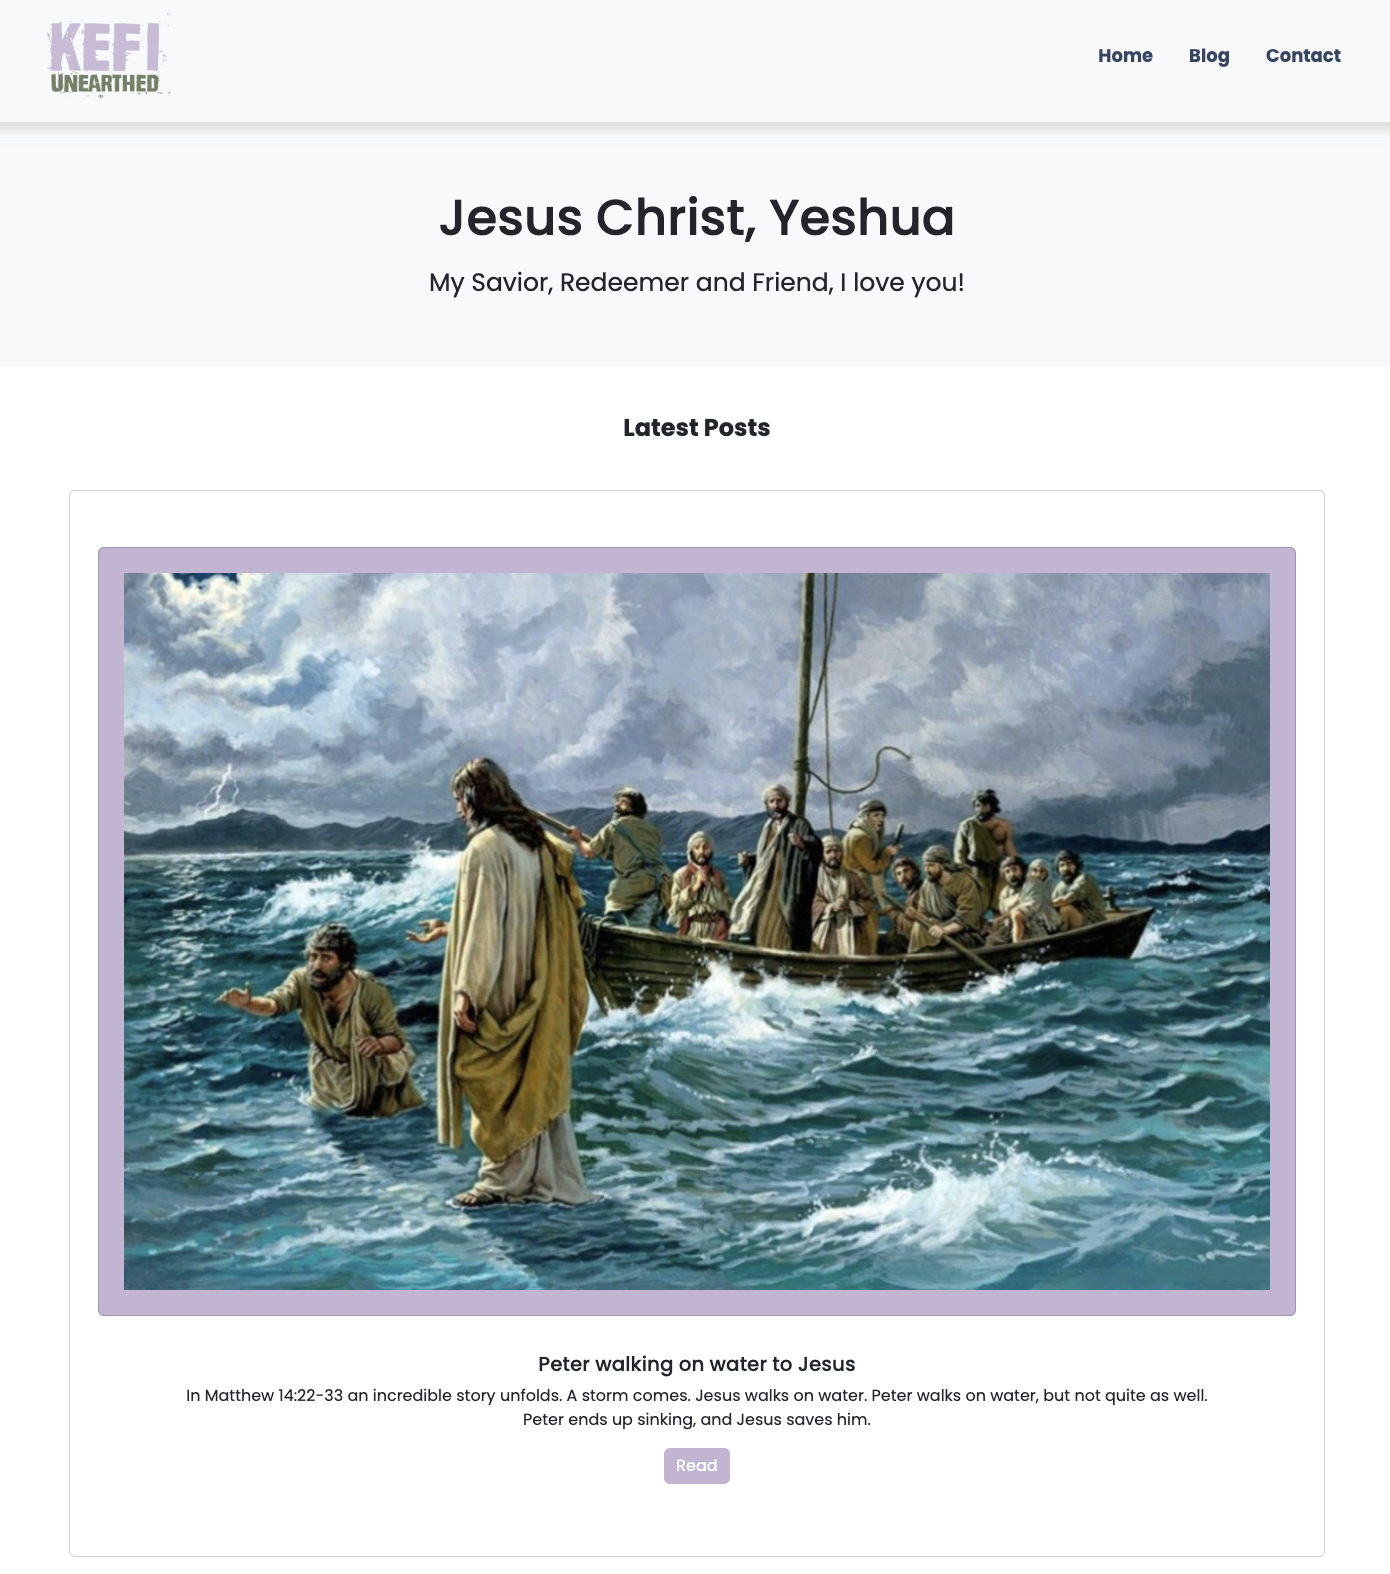 KEFI
UNEARTHED
Home Blog Contact
Jesus Christ, Yeshua
My Savior, Redeemer and Friend, I love you!
Latest Posts
Peter walking on water to Jesus
In Matthew 14:22-33 an incredible story unfolds. A storm comes. Jesus walks on water. Peter walks on water, but not quite as well.
Peter ends up sinking, and Jesus saves him.
Read